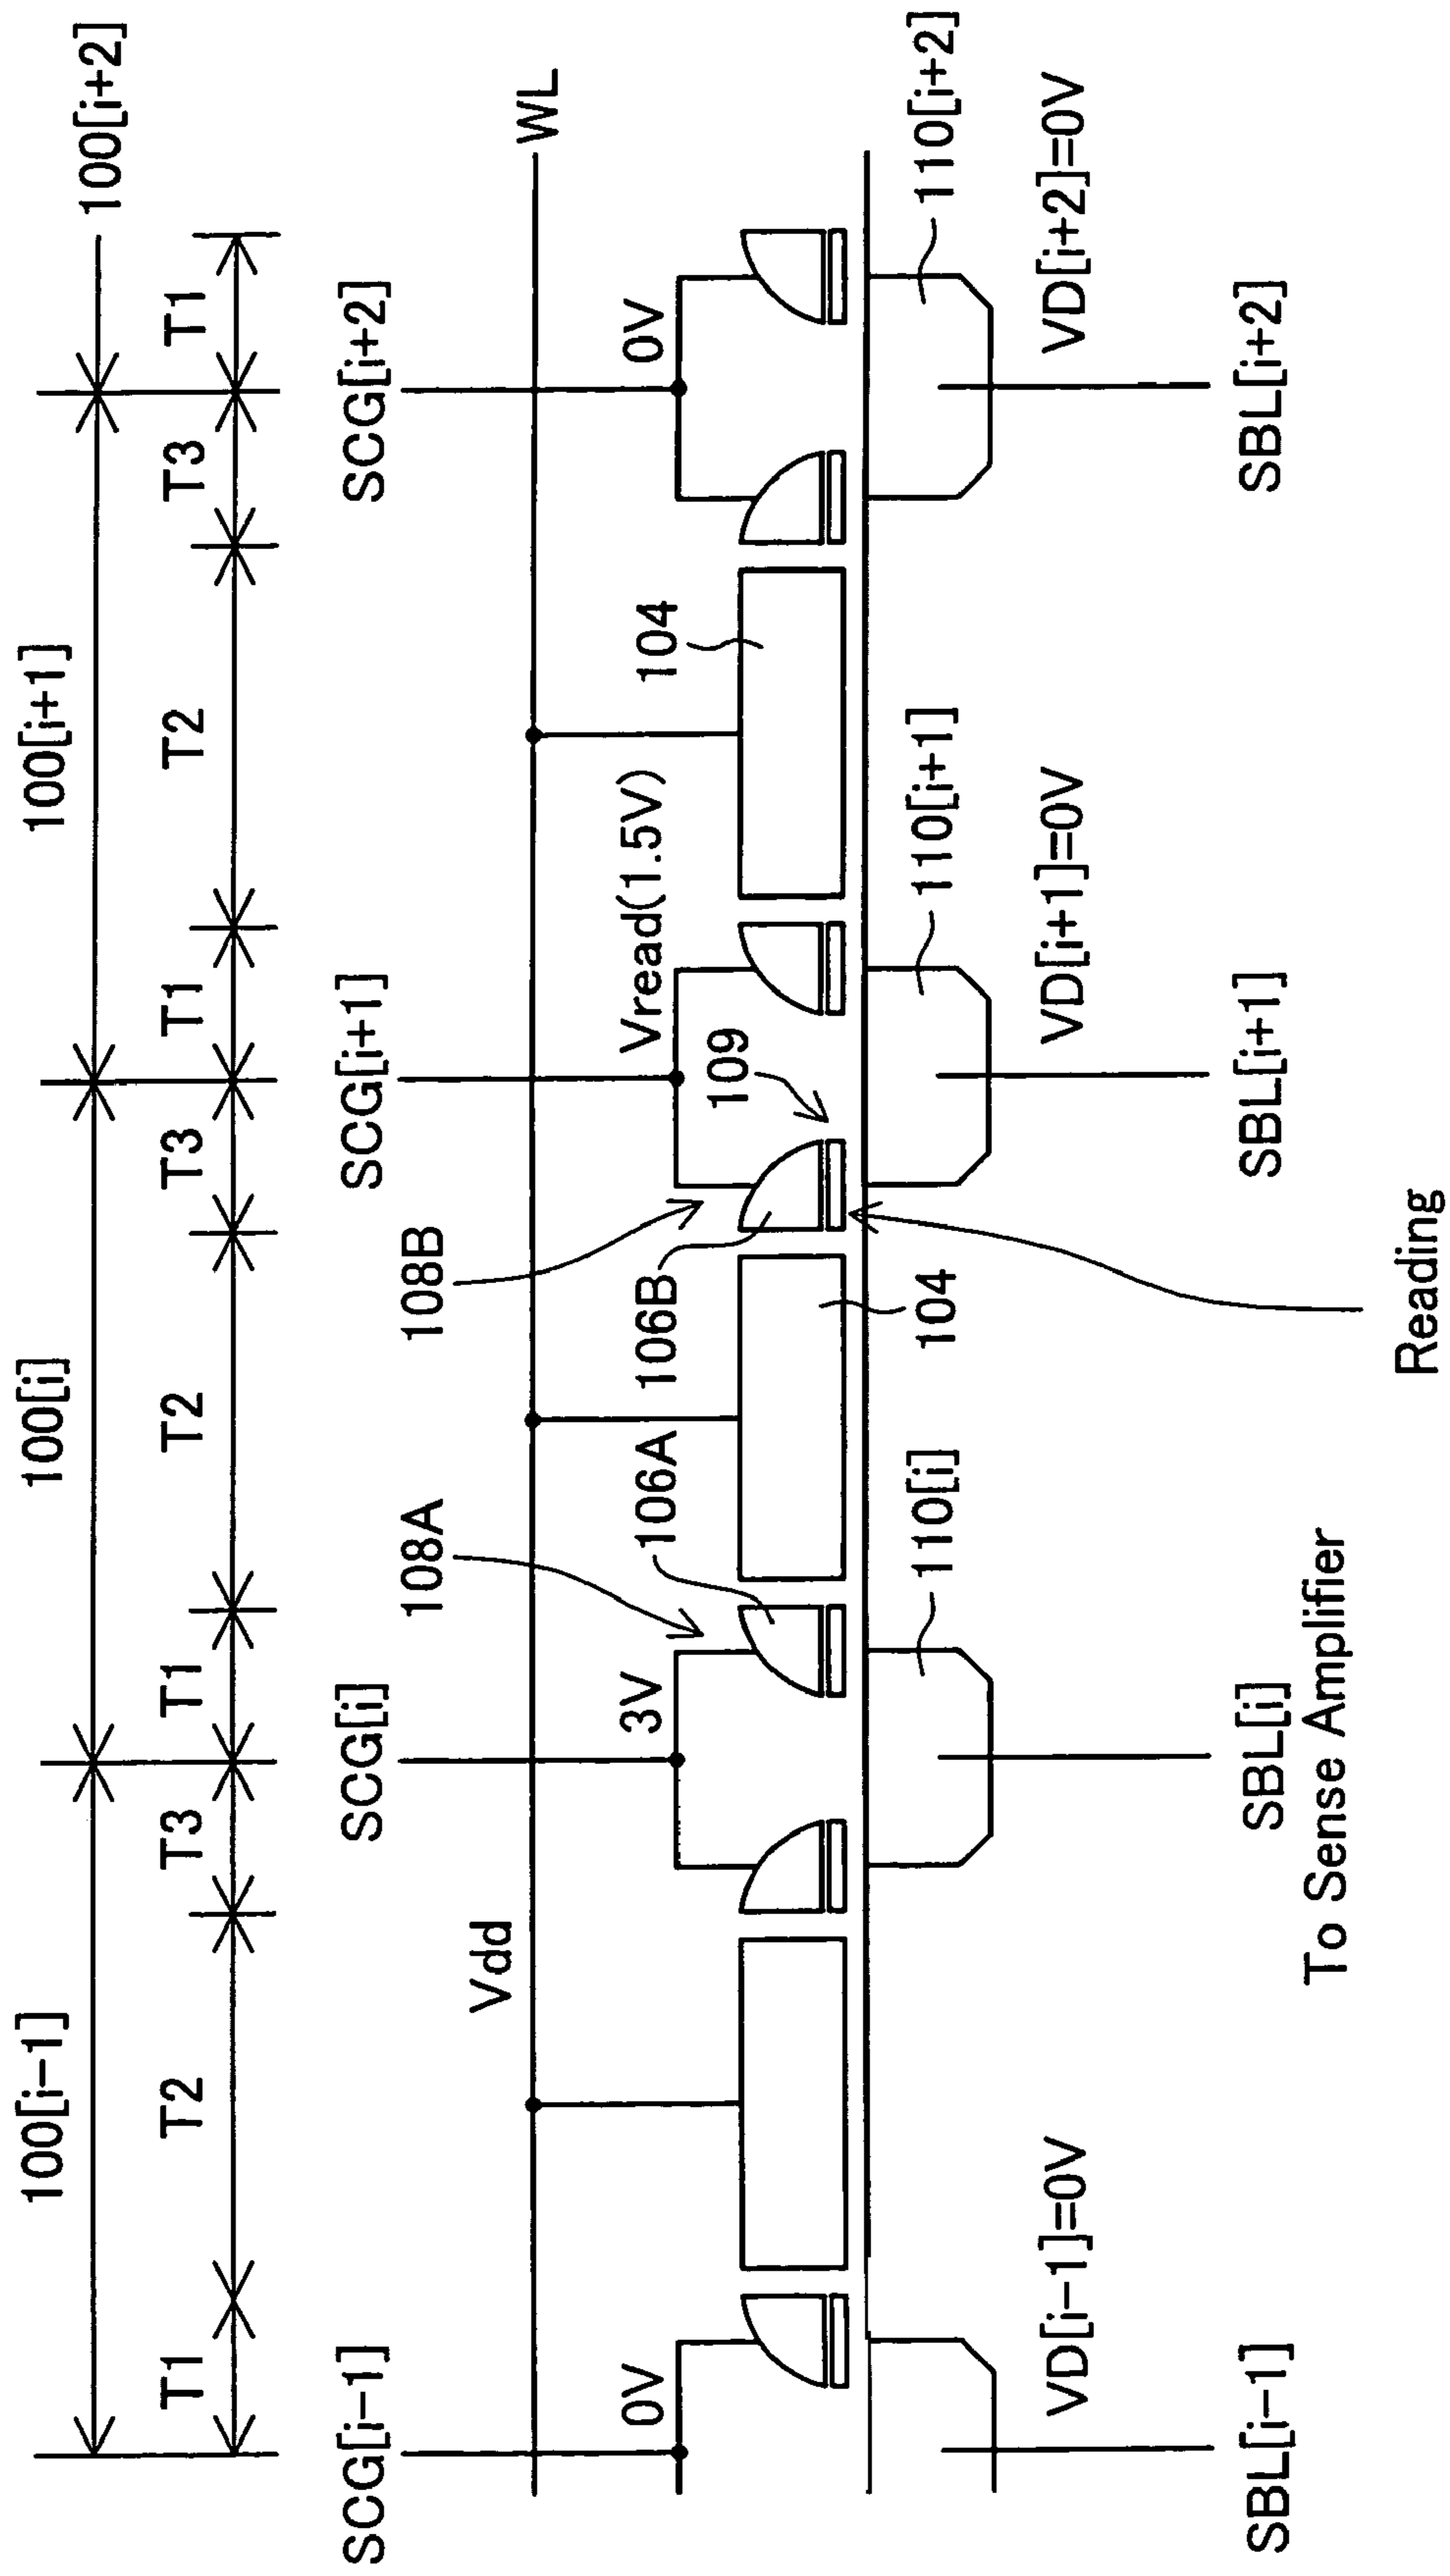 100[i-1]
100[i]
100[i+1]
100[i+2]
T1
T2
T3
T1
T2
T3
T1
T2
T3
T1
SCG[i-1]
SCG[i]
SCG[i+1]
SCG[i+2]
108A
108B
Vdd
WL
0V
3V
106A
106B
Vread(1.5V)
104
0V
109
104
110[i]
110[i+1]
110[i+2]
VD[i-1]=0V
VD[i+1]=0V
VD[i+2]=0V
SBL[i-1]
SBL[i]
SBL[i+1]
SBL[i+2]
To Sense Amplifier
Reading